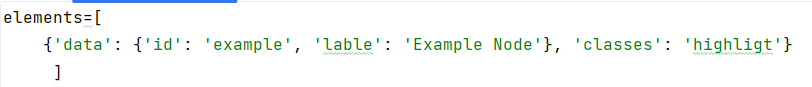 elements=[
{'data': {'id': 'example', 'lable': 'Example Node'}, 'classes': 'highligt'}
]